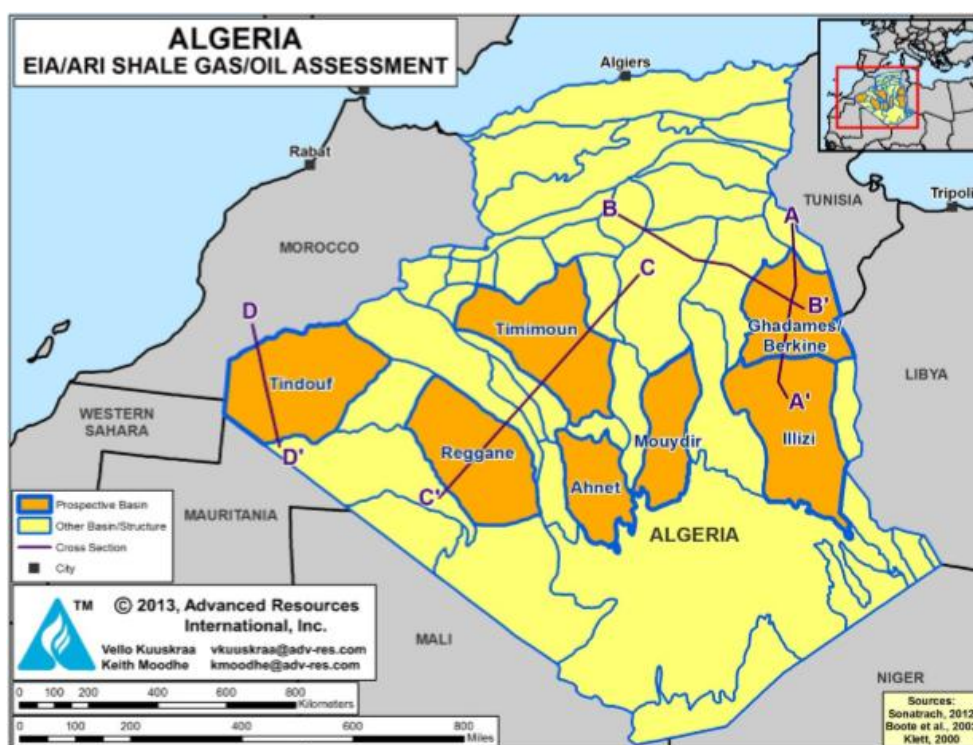 ALGERIA
EIA/ARI SHALE GAS/OIL ASSESSMENT
Algiers
Rabat
TUNISIA
Tripoli
MOROCCO
B
A
C
D
B'
Timimoun
Ghadames/
Berkine
Tindouf
LIBYA
WESTERN
SAHARA
A'
D'
Reggane
Mouydir
Illizi
C'
Ahnet
MAURITANIA
ALGERIA
Prospective Basin
Other Basin/Structure
Cross Section
City
TM
© 2013, Advanced Resources
International, Inc.
Vello Kuuskraa vkuuskraa@adv-res.com
Keith Moodhe kmoodhe@adv-res.com
MALI
NIGER
0 100 200 400 600 800
Kilometers
0 100 200 400 600 800
Miles
Sources:
Sonatrach, 2012
Boote et al.,
Klett, 2000